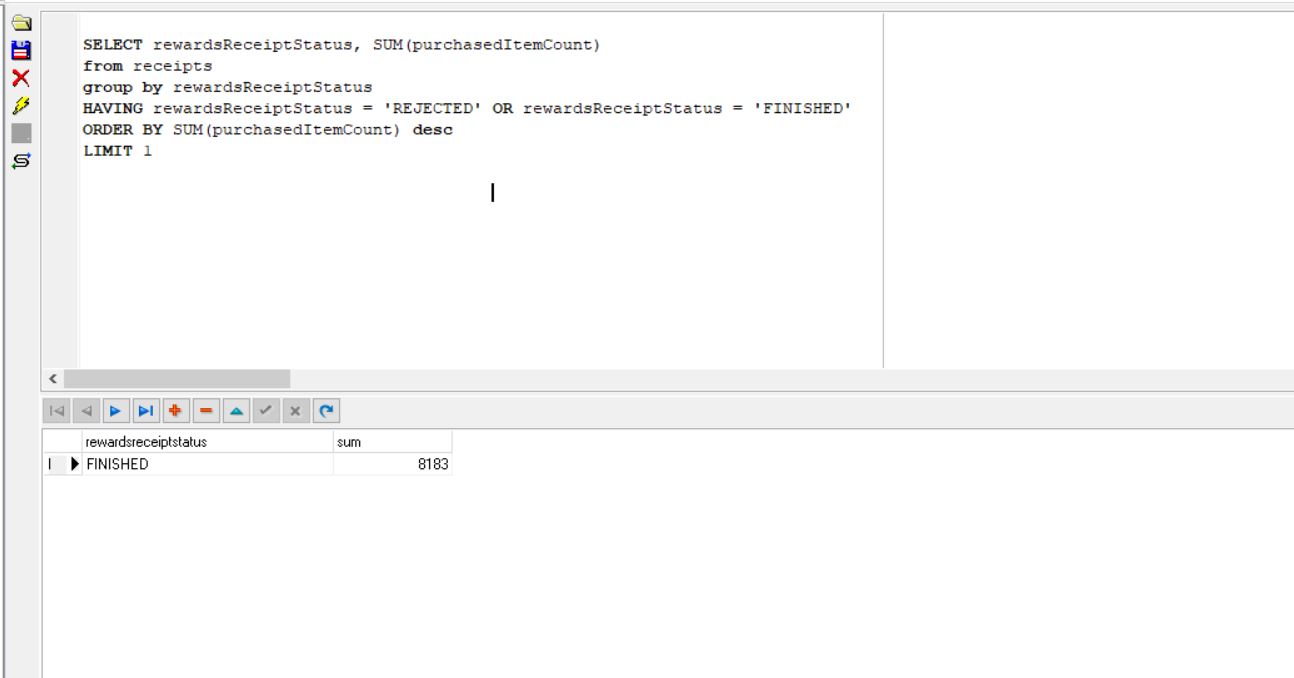 SELECT rewardsReceiptStatus, SUM(purchasedItemCount)
from receipts
group by rewardsReceiptStatus
HAVING rewardsReceiptStatus = 'REJECTED' OR rewardsReceiptStatus = 'FINISHED'
ORDER BY SUM(purchasedItemCount) desc
LIMIT 1
rewardsreceiptstatus sum
FINISHED 8183